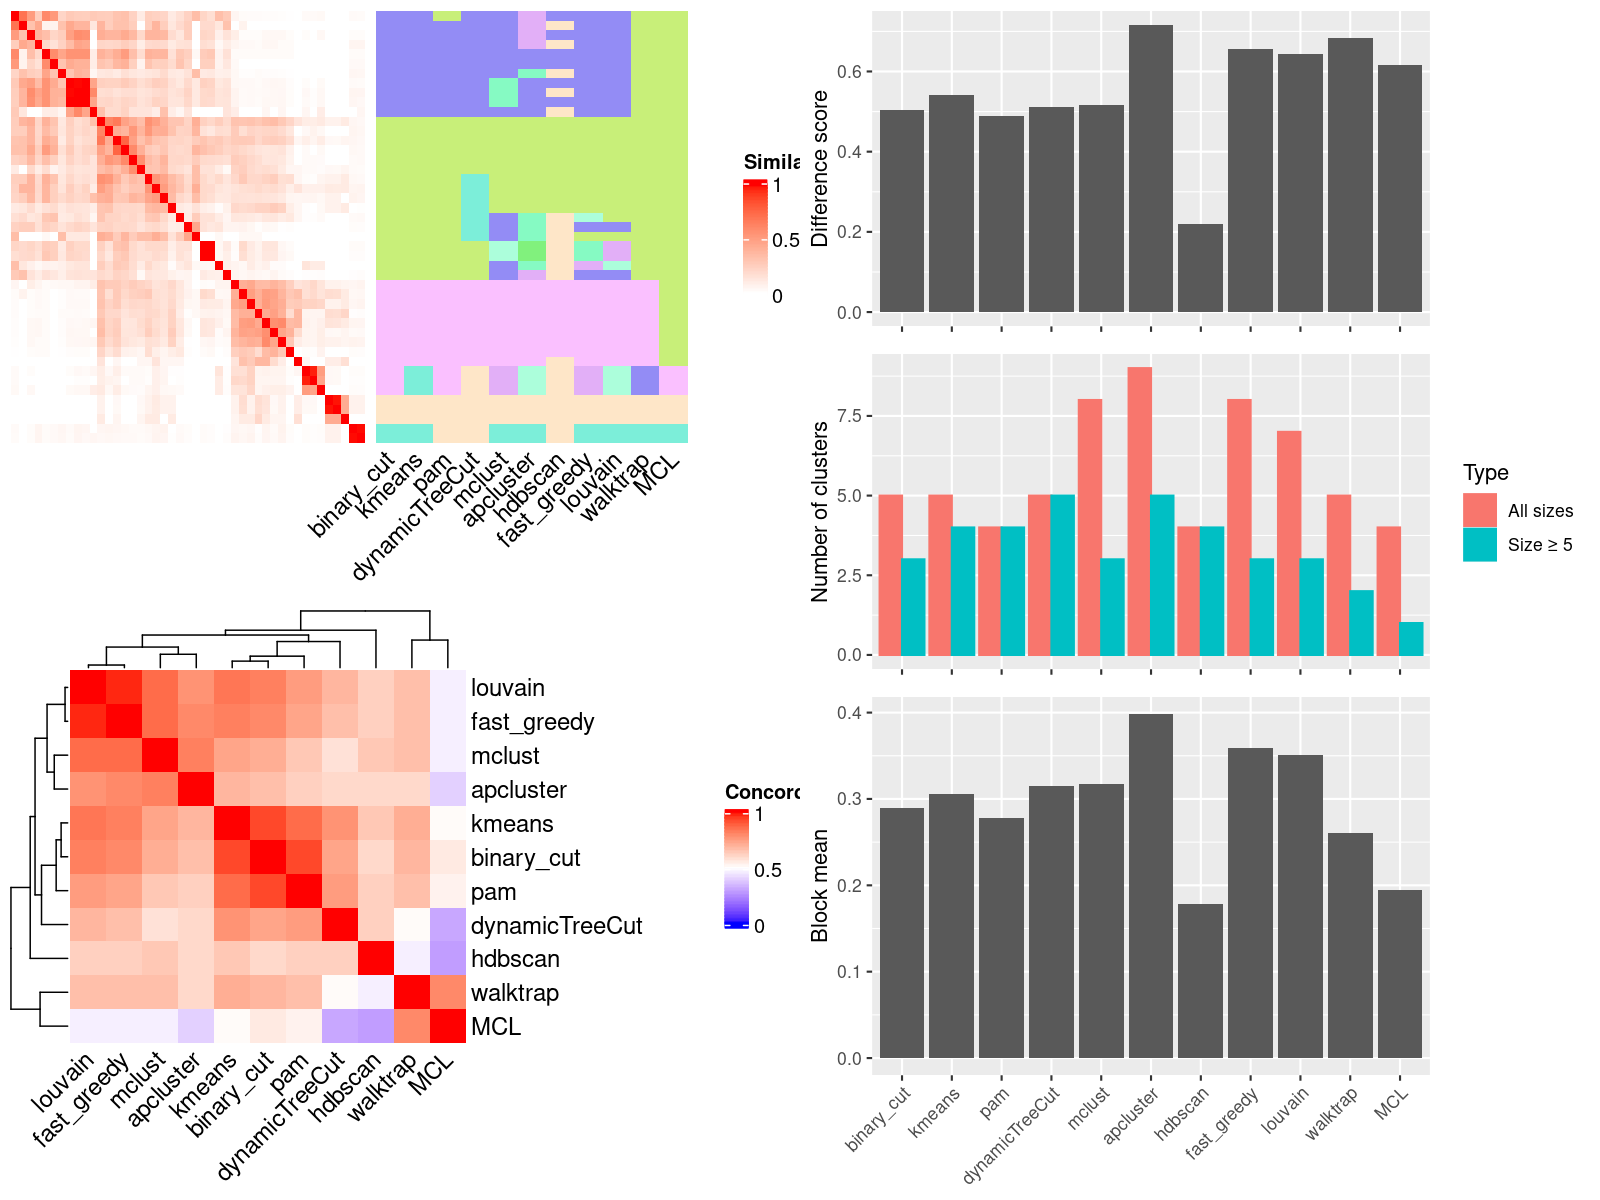 Simila
1
0.5
0
binary_cut
kmeans
pam
dynamicTreeCut
mclust
apcluster
hdbscan
fast_greedy
louvain
walktrap
MCL
louvain
fast_greedy
mclust
apcluster
kmeans
binary_cut
pam
dynamicTreeCut
hdbscan
walktrap
MCL
Concord
1
0.5
0
louvain
fast_greedy
mclust
apcluster
kmeans
binary_cut
pam
dynamicTreeCut
hdbscan
walktrap
MCL
Difference score
0.6
0.4
0.2
0.0
Number of clusters
7.5
5.0
2.5
0.0
Type
All sizes
Size ≥ 5
Block mean
0.4
0.3
0.2
0.1
0.0
binary_cut
kmeans
pam
dynamicTreeCut
mclust
apcluster
hdbscan
fast_greedy
louvain
walktrap
MCL